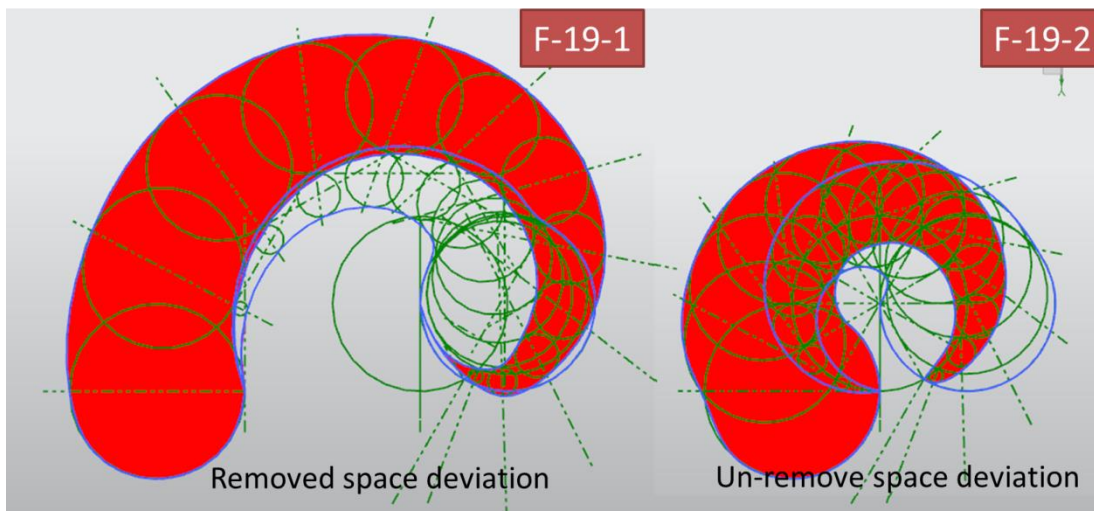 F-19-1
F-19-2
Removed space deviation
Un-remove space deviation